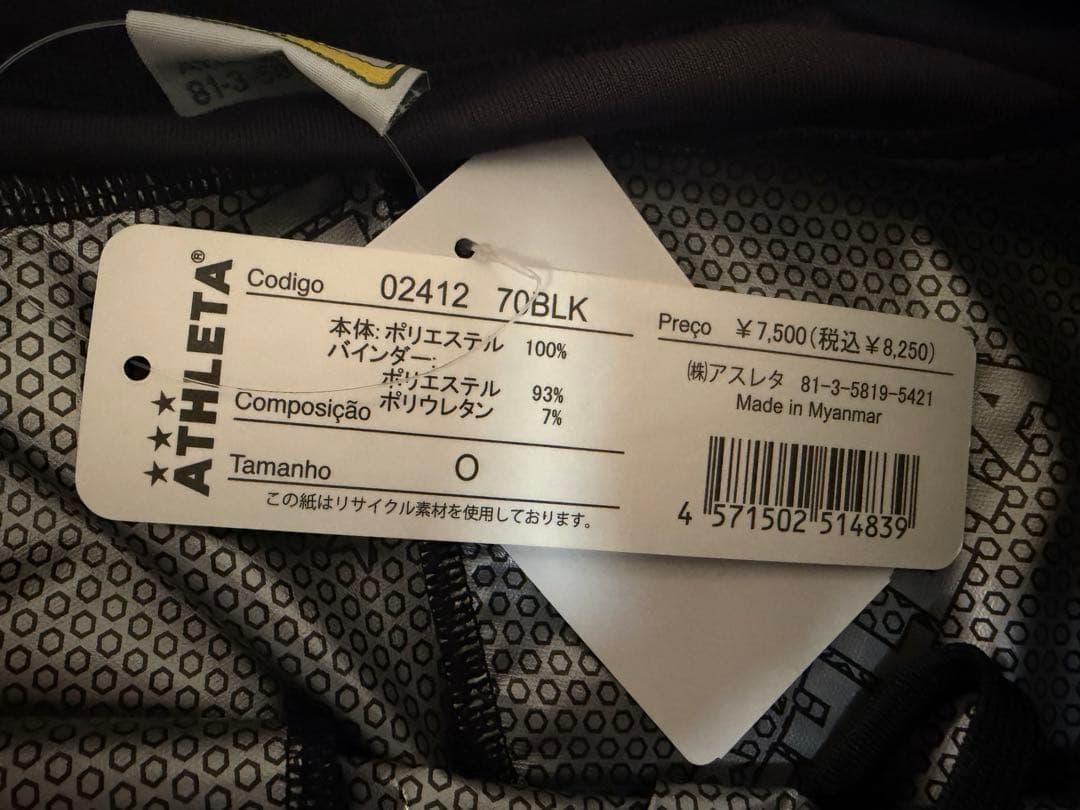 81-3-58
ATHLETA®
Codigo 02412 70BLK
本体: ポリエステル 100%
バインダー:
ポリエステル 93%
ポリウレタン 7%
Composição
Tamanho O
この紙はリサイクル素材を使用しております。
Preço ¥7,500(税込¥8,250)
(株)アスレタ 81-3-5819-5421
Made in Myanmar
4 571502 514839